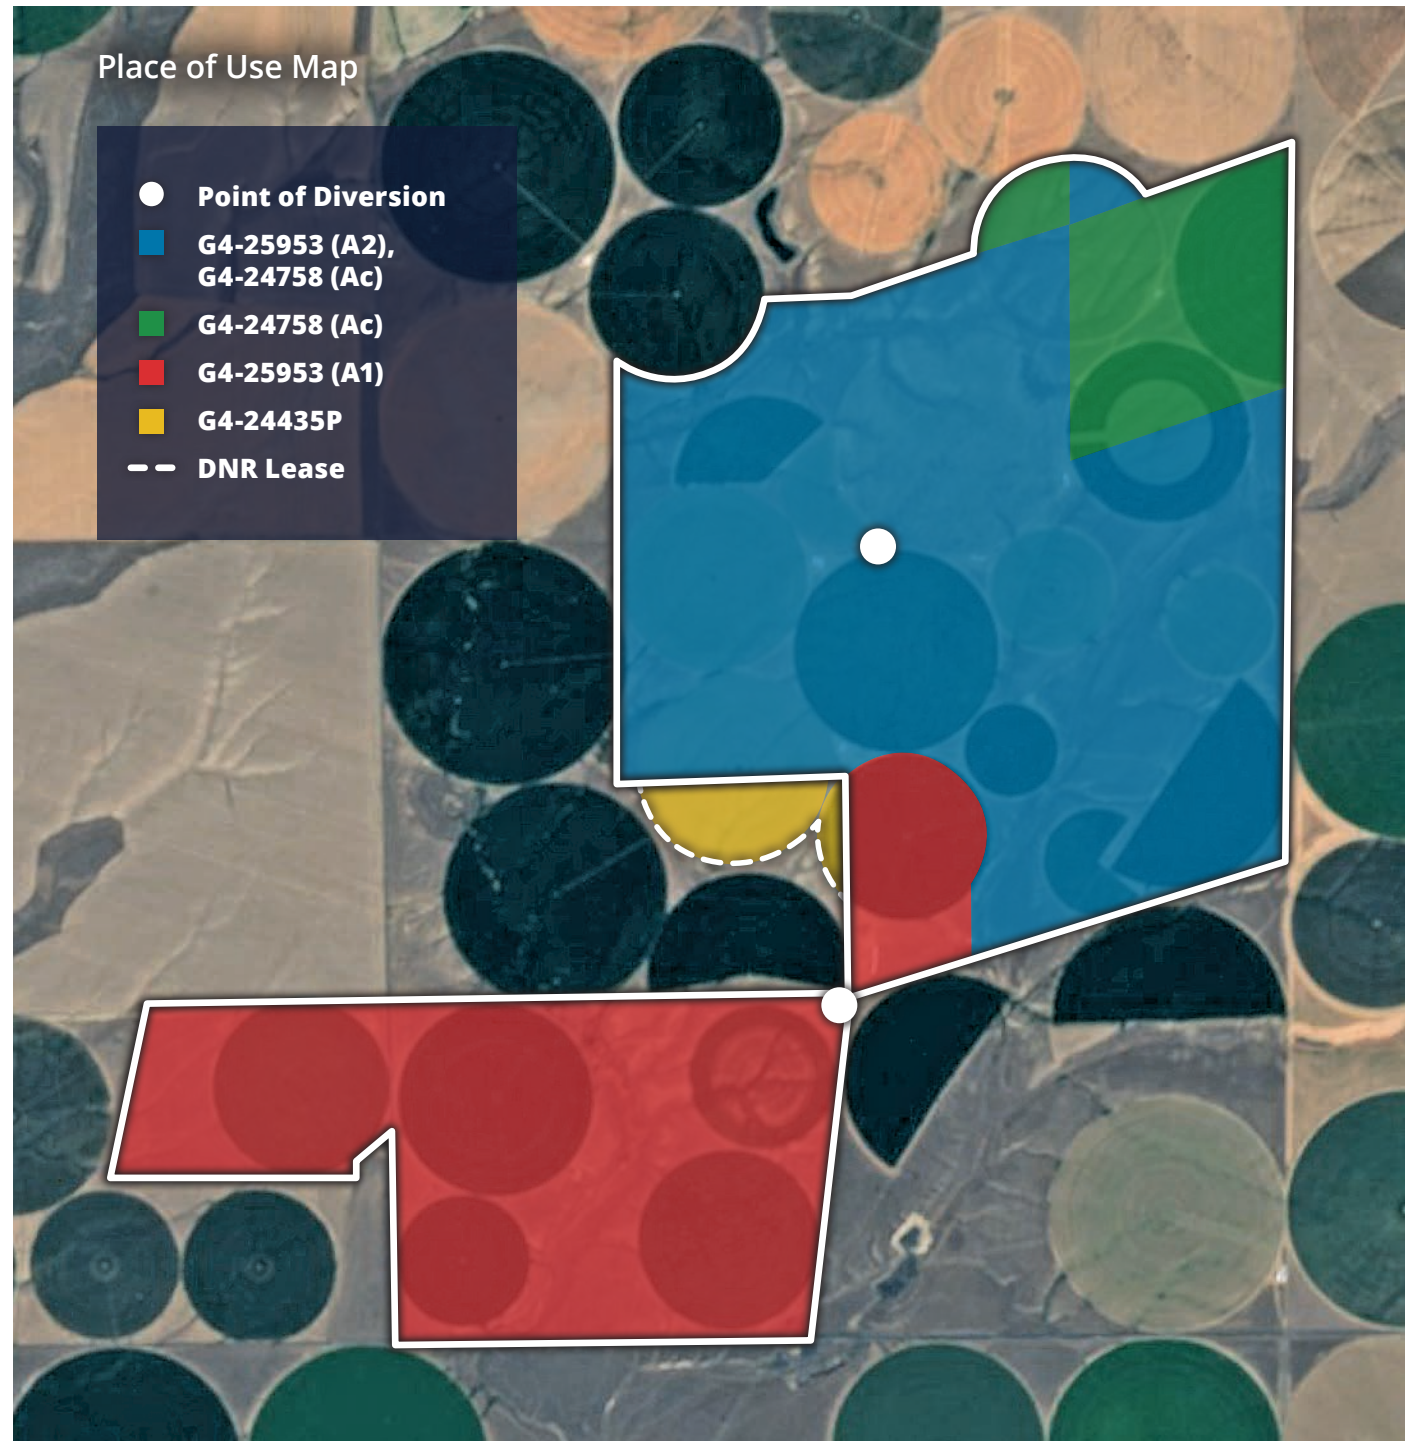 Place of Use Map
Point of Diversion
G4-25953 (A2),
G4-24758 (Ac)
G4-24758 (Ac)
G4-25953 (A1)
G4-24435P
DNR Lease